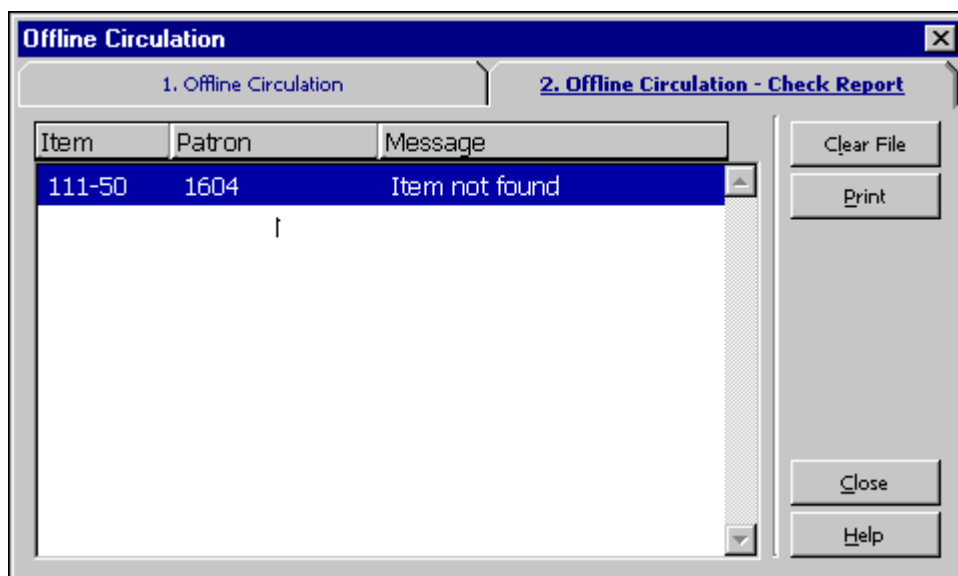 Offline Circulation
1. Offline Circulation
2. Offline Circulation - Check Report
Item Patron Message
111-50 1604 Item not found
Clear File
Print
Close
Help